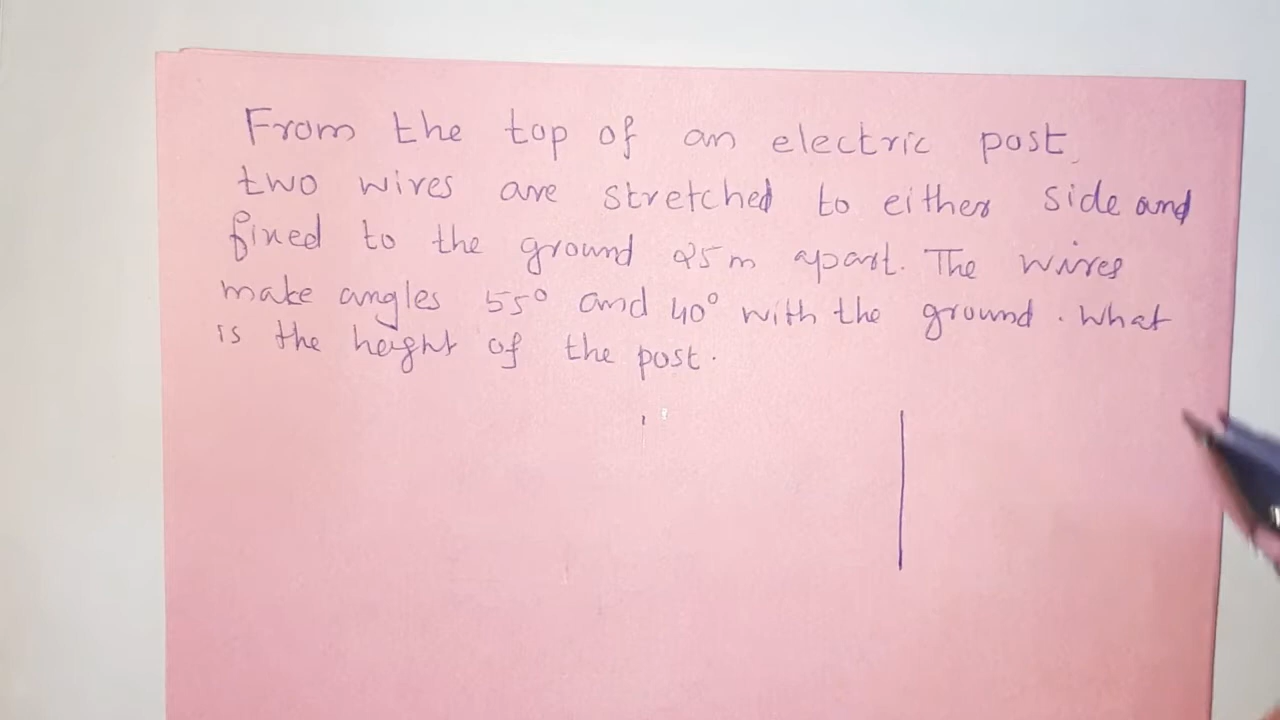 From the top of an electric post,
two wires are stretched to either side and
fixed to the ground 25m apart. The wires
make angles 55° and 40° with the ground. What
is the height of the post.